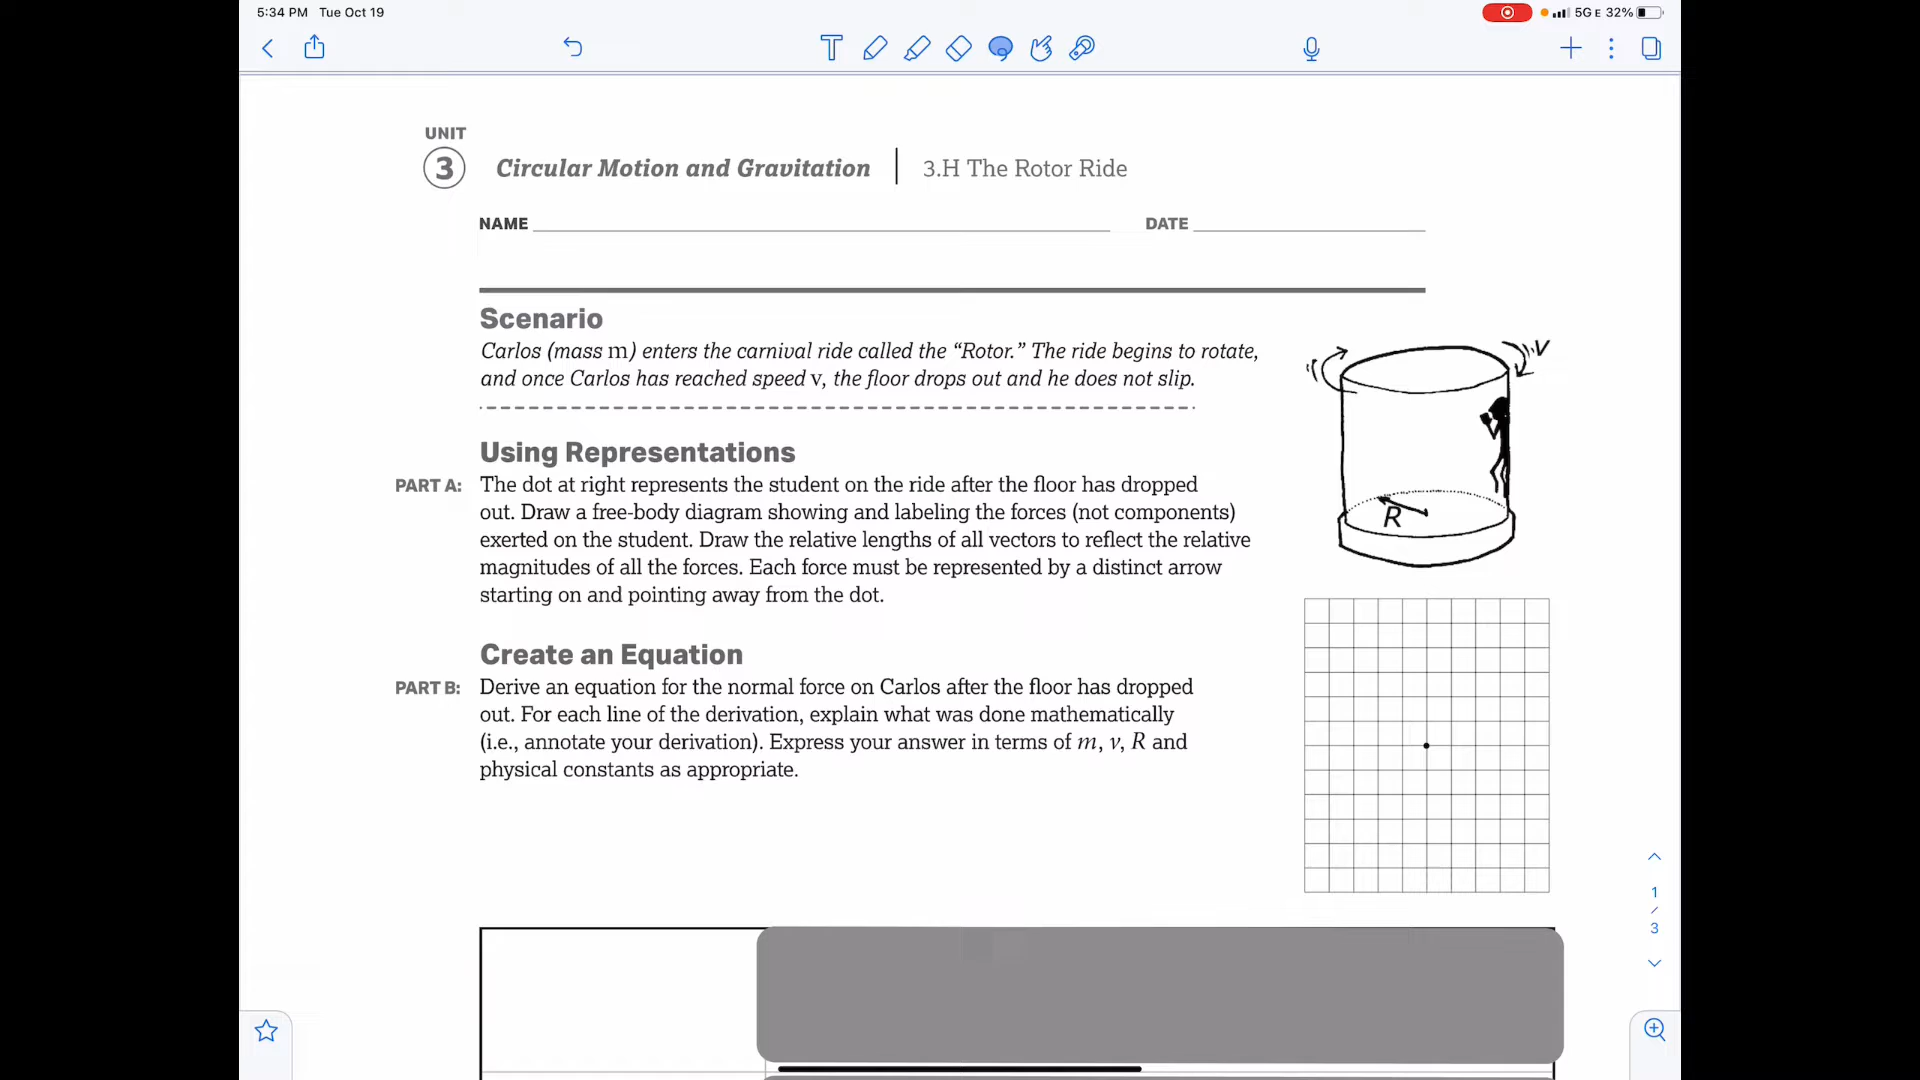 5:34 PM Tue Oct 19
5G E 32%
UNIT
3 Circular Motion and Gravitation | 3.H The Rotor Ride
NAME DATE
Scenario
Carlos (mass m) enters the carnival ride called the “Rotor.” The ride begins to rotate,
and once Carlos has reached speed v, the floor drops out and he does not slip.
V
R
Using Representations
PART A: The dot at right represents the student on the ride after the floor has dropped
out. Draw a free-body diagram showing and labeling the forces (not components)
exerted on the student. Draw the relative lengths of all vectors to reflect the relative
magnitudes of all the forces. Each force must be represented by a distinct arrow
starting on and pointing away from the dot.
Create an Equation
PART B: Derive an equation for the normal force on Carlos after the floor has dropped
out. For each line of the derivation, explain what was done mathematically
(i.e., annotate your derivation). Express your answer in terms of m, v, R and
physical constants as appropriate.
1
/
3